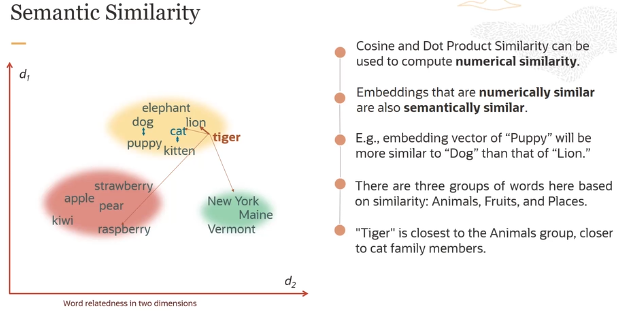 Semantic Similarity
d1
elephant
dog
lion
cat
tiger
puppy
kitten
strawberry
apple
pear
kiwi
raspberry
New York
Maine
Vermont
d2
Word relatedness in two dimensions
Cosine and Dot Product Similarity can be
used to compute numerical similarity.
Embeddings that are numerically similar
are also semantically similar.
E.g., embedding vector of “Puppy” will be
more similar to “Dog” than that of “Lion.”
There are three groups of words here based
on similarity: Animals, Fruits, and Places.
"Tiger" is closest to the Animals group, closer
to cat family members.